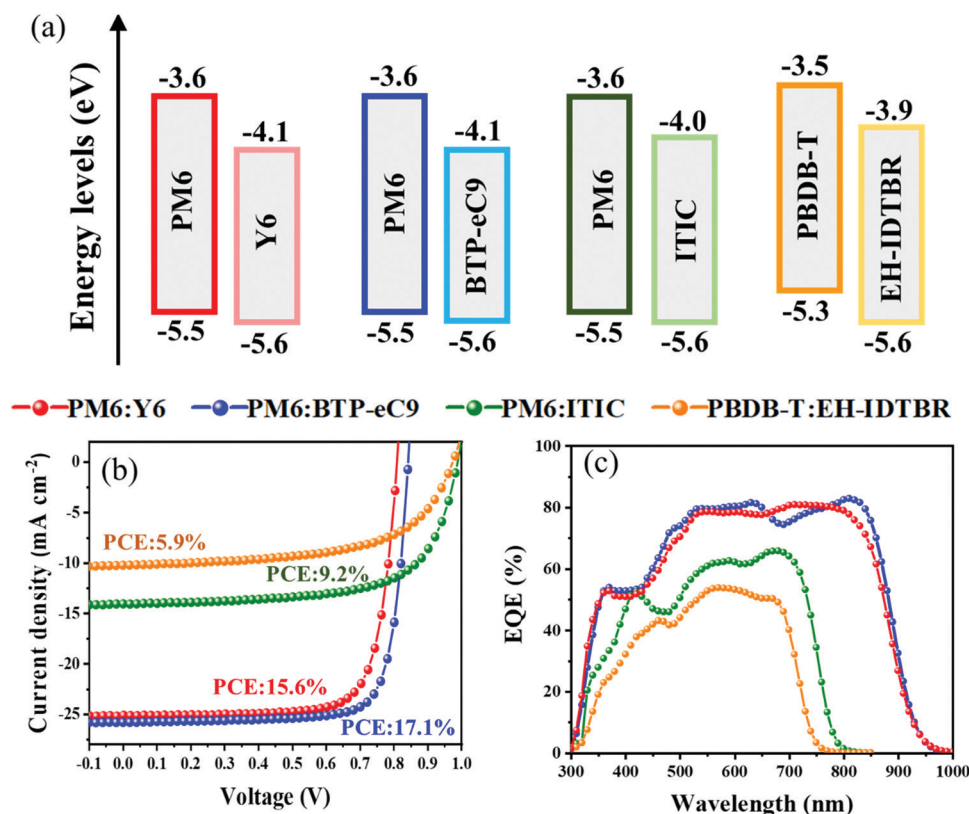 (a)
Energy levels (eV)
-3.6
PM6
-5.5
-4.1
Y6
-5.6
-3.6
PM6
-5.5
-4.1
BTP-eC9
-5.6
-3.6
PM6
-5.5
-4.0
ITIC
-5.6
-3.5
PBDB-T
-5.3
-3.9
EH-IDTBR
-5.6
PM6:Y6 PM6:BTP-eC9 PM6:ITIC PBDB-T:EH-IDTBR
(b)
Current density (mA cm⁻²)
0
-5
-10
-15
-20
-25
PCE:5.9%
PCE:9.2%
PCE:15.6%
PCE:17.1%
-0.1 0.0 0.1 0.2 0.3 0.4 0.5 0.6 0.7 0.8 0.9 1.0
Voltage (V)
(c)
EQE (%)
100
80
60
40
20
0
300 400 500 600 700 800 900 1000
Wavelength (nm)